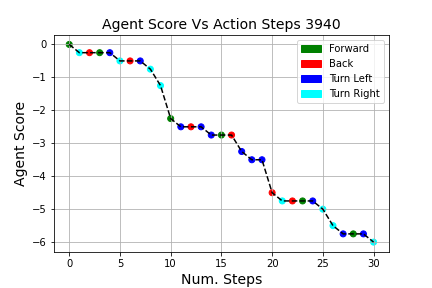 Agent Score Vs Action Steps 3940
Forward
Back
Turn Left
Turn Right
Agent Score
0
−1
−2
−3
−4
−5
−6
0 5 10 15 20 25 30
Num. Steps